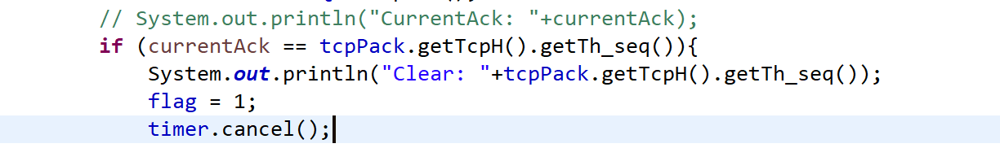 // System.out.println("CurrentAck: "+currentAck);
if (currentAck == tcpPack.getTcpH().getTh_seq()){
System.out.println("Clear: "+tcpPack.getTcpH().getTh_seq());
flag = 1;
timer.cancel();